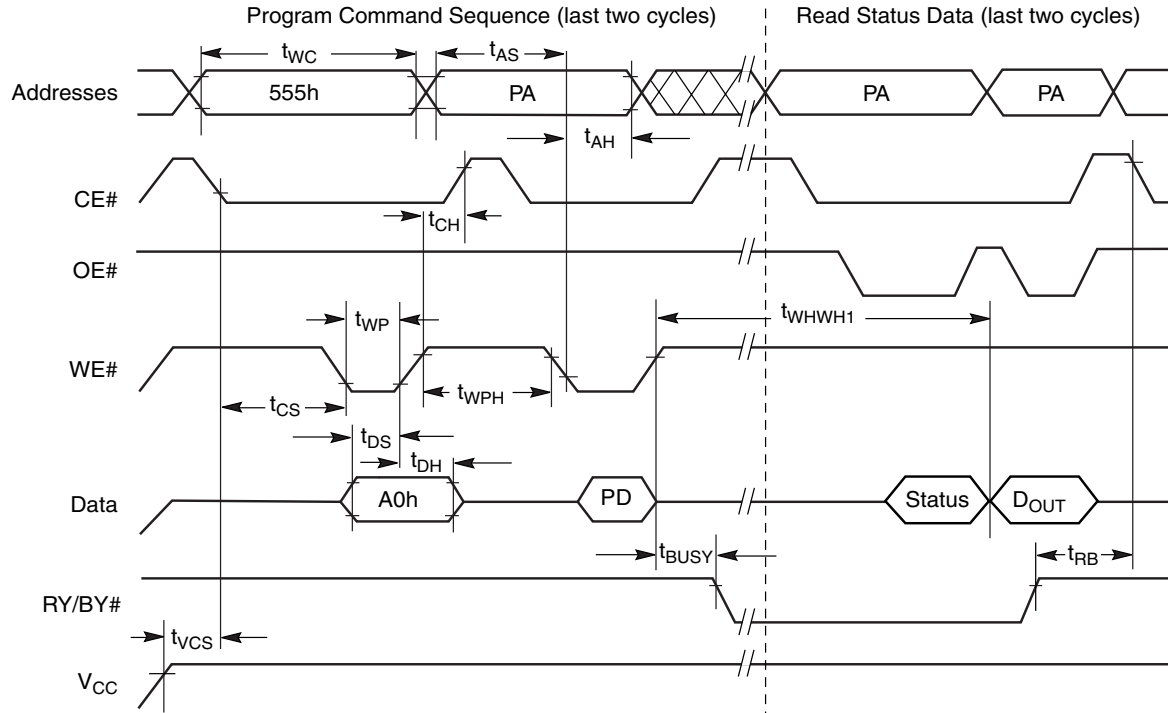 Program Command Sequence (last two cycles)
Read Status Data (last two cycles)
tWC
tAS
Addresses
555h
PA
PA
PA
tAH
CE#
tCH
OE#
tWP
tWHWH1
WE#
tCS
tWPH
tDS
tDH
Data
A0h
PD
Status
DOUT
tBUSY
tRB
RY/BY#
tVCS
VCC